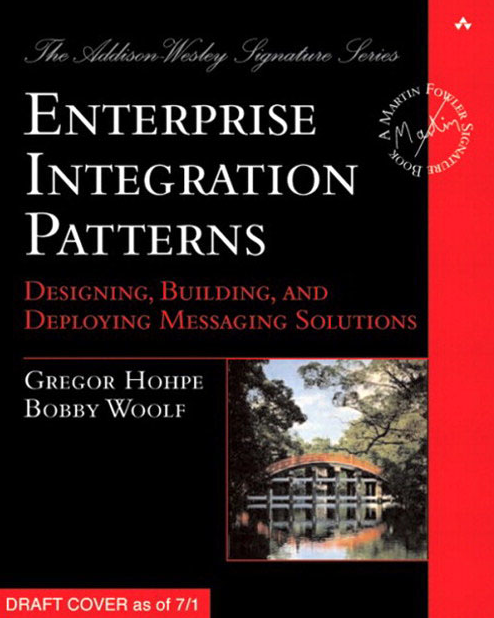 The Addison-Wesley Signature Series
ENTERPRISE
INTEGRATION
PATTERNS
A MARTIN FOWLER SIGNATURE BOOK
Martin
DESIGNING, BUILDING, AND
DEPLOYING MESSAGING SOLUTIONS
GREGOR HOHPE
BOBBY WOOLF
DRAFT COVER as of 7/1